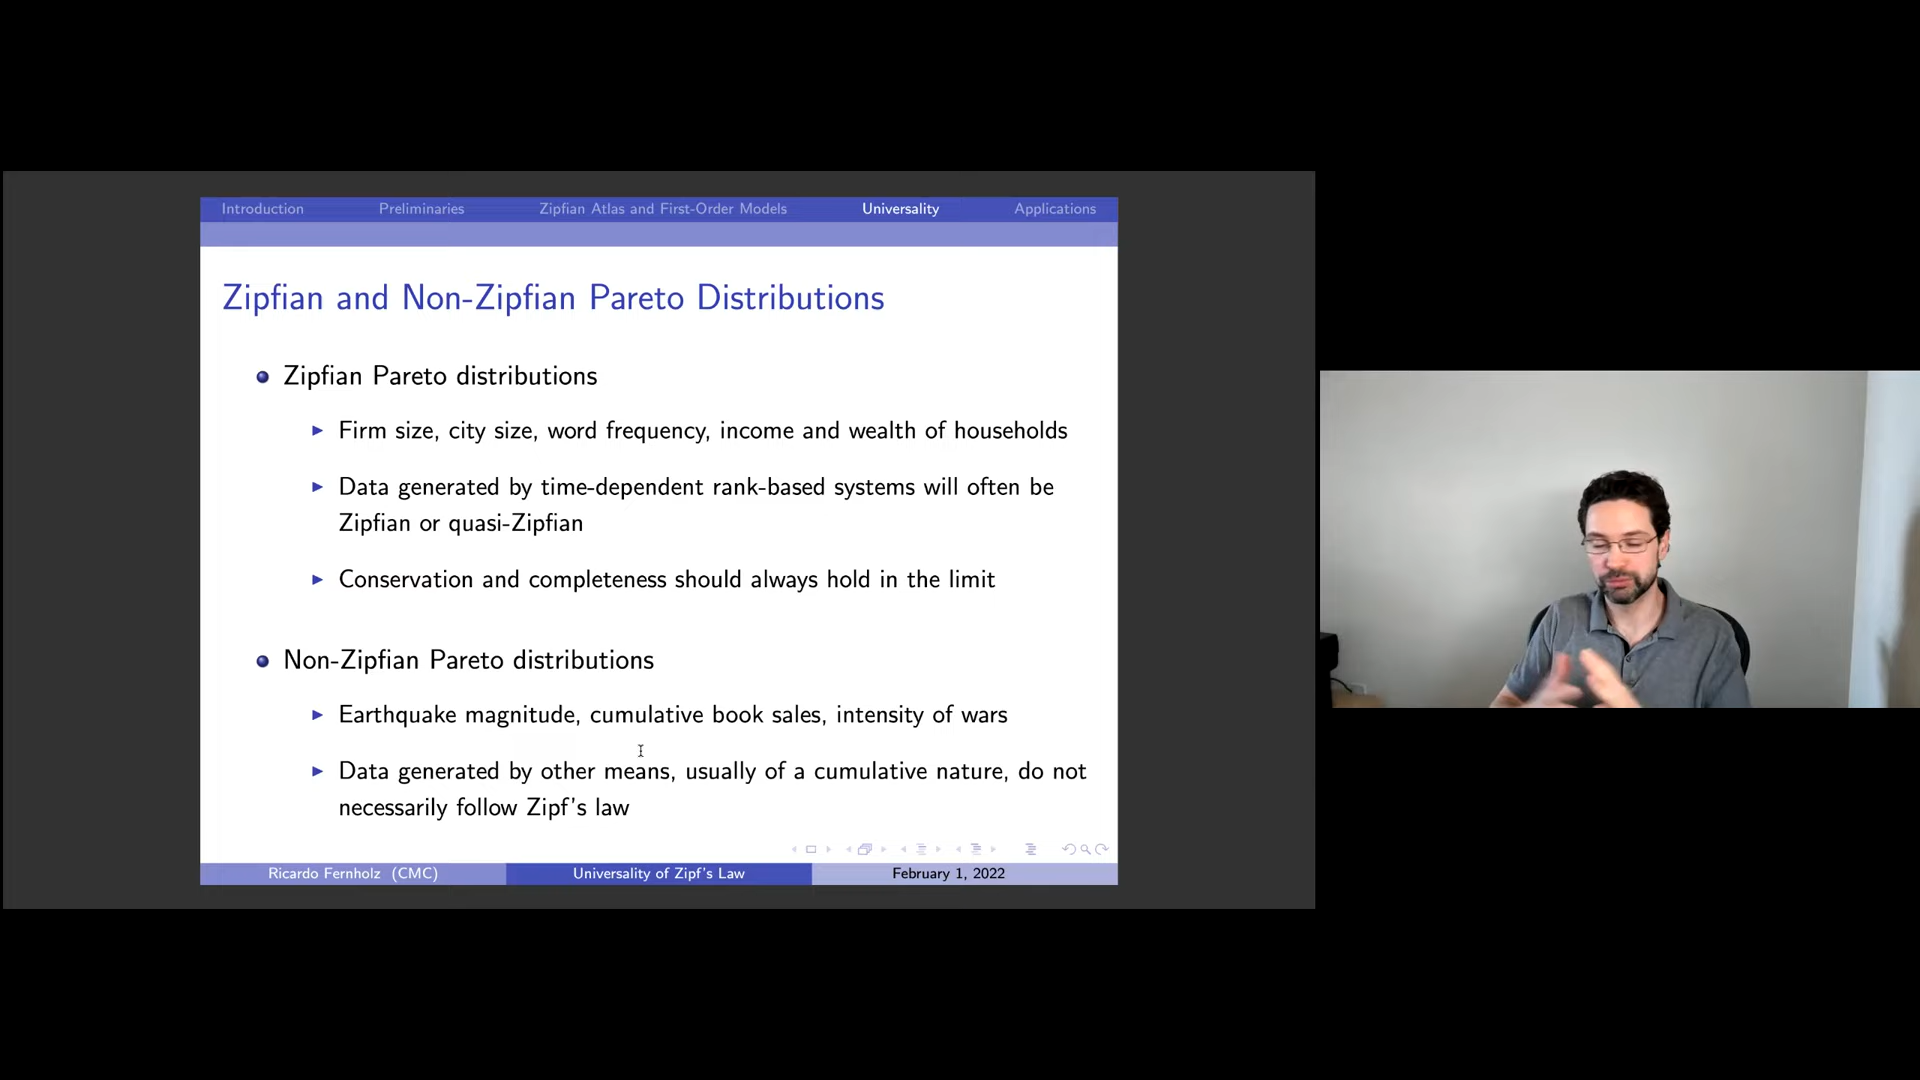 Introduction Preliminaries Zipfian Atlas and First-Order Models Universality Applications
Zipfian and Non-Zipfian Pareto Distributions
Zipfian Pareto distributions
Firm size, city size, word frequency, income and wealth of households
Data generated by time-dependent rank-based systems will often be
Zipfian or quasi-Zipfian
Conservation and completeness should always hold in the limit
Non-Zipfian Pareto distributions
Earthquake magnitude, cumulative book sales, intensity of wars
Data generated by other means, usually of a cumulative nature, do not
necessarily follow Zipf's law
Ricardo Fernholz (CMC) Universality of Zipf's Law February 1, 2022